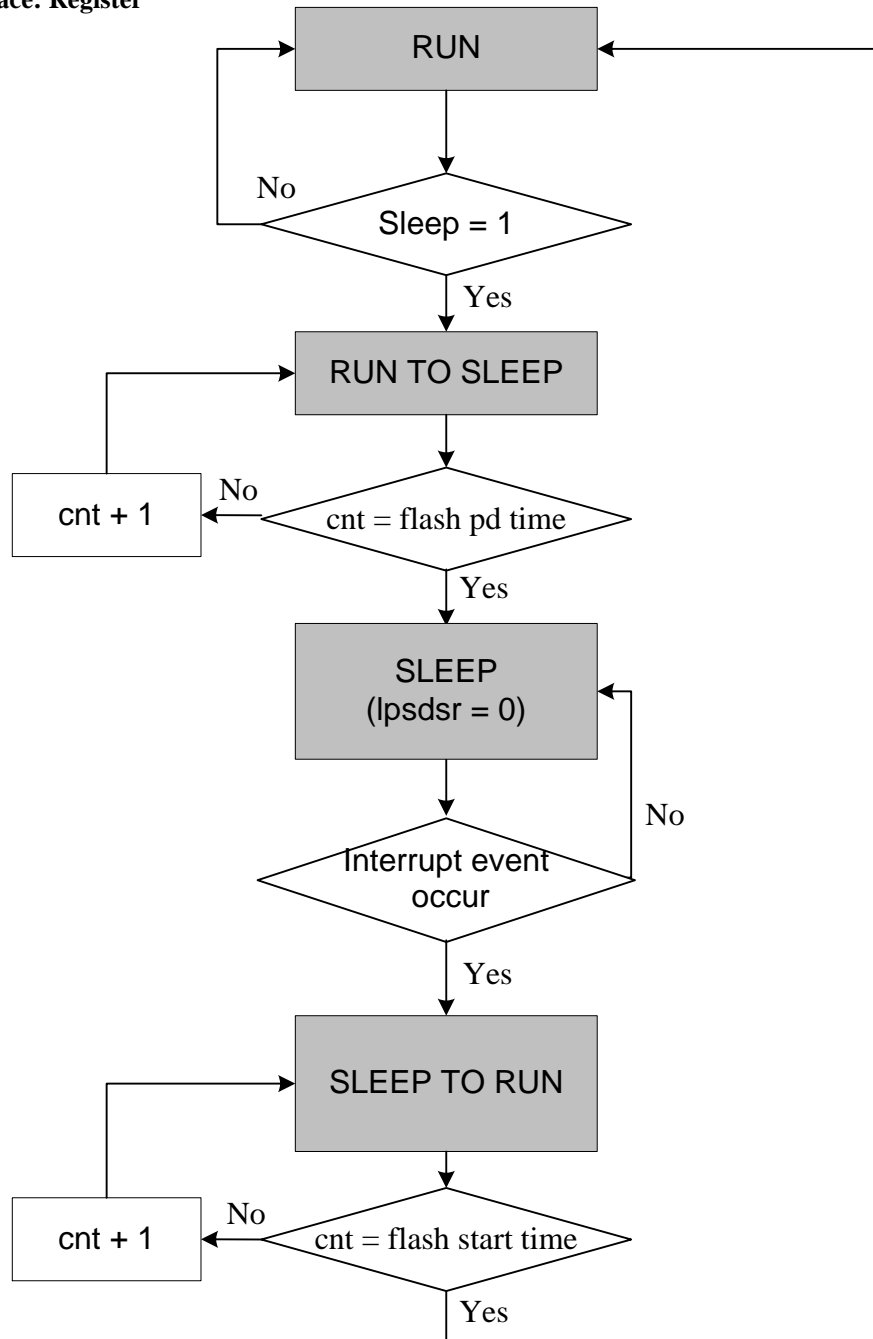 ace: Register
RUN
No
Sleep = 1
Yes
RUN TO SLEEP
No
cnt + 1
cnt = flash pd time
Yes
SLEEP
(lpsdsr = 0)
No
Interrupt event
occur
Yes
SLEEP TO RUN
No
cnt + 1
cnt = flash start time
Yes